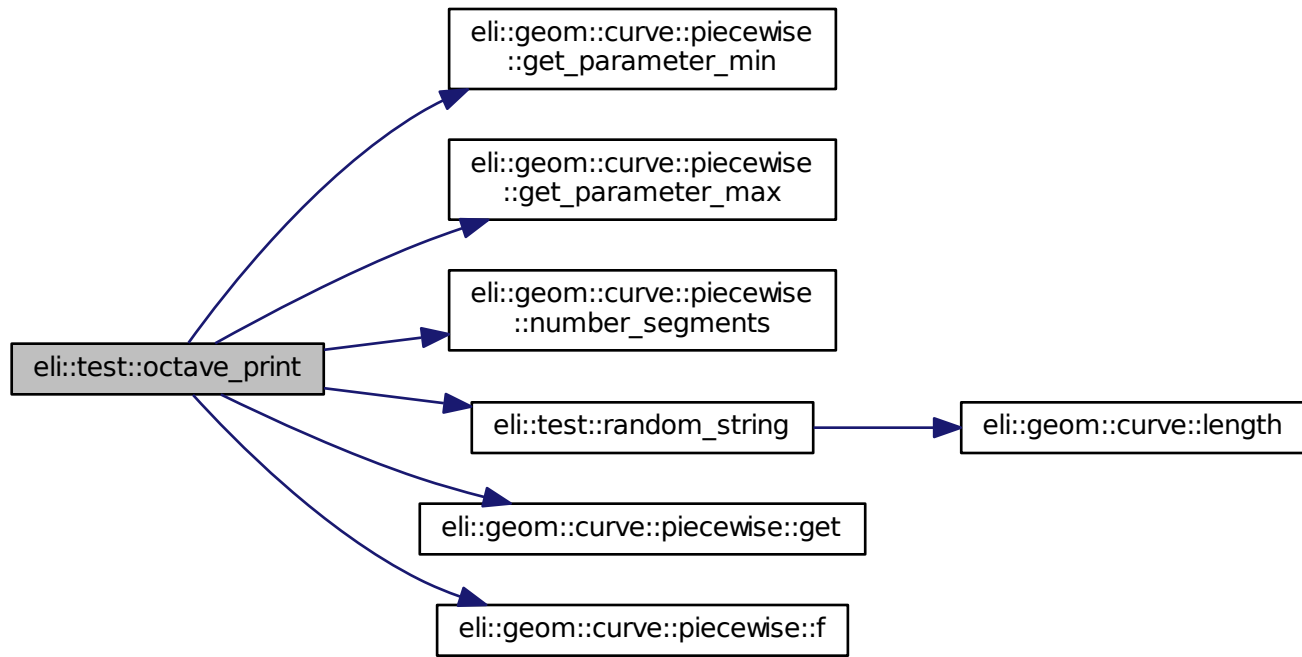 eli::geom::curve::piecewise
::get_parameter_min
eli::geom::curve::piecewise
::get_parameter_max
eli::geom::curve::piecewise
::number_segments
eli::test::octave_print
eli::test::random_string
eli::geom::curve::length
eli::geom::curve::piecewise::get
eli::geom::curve::piecewise::f